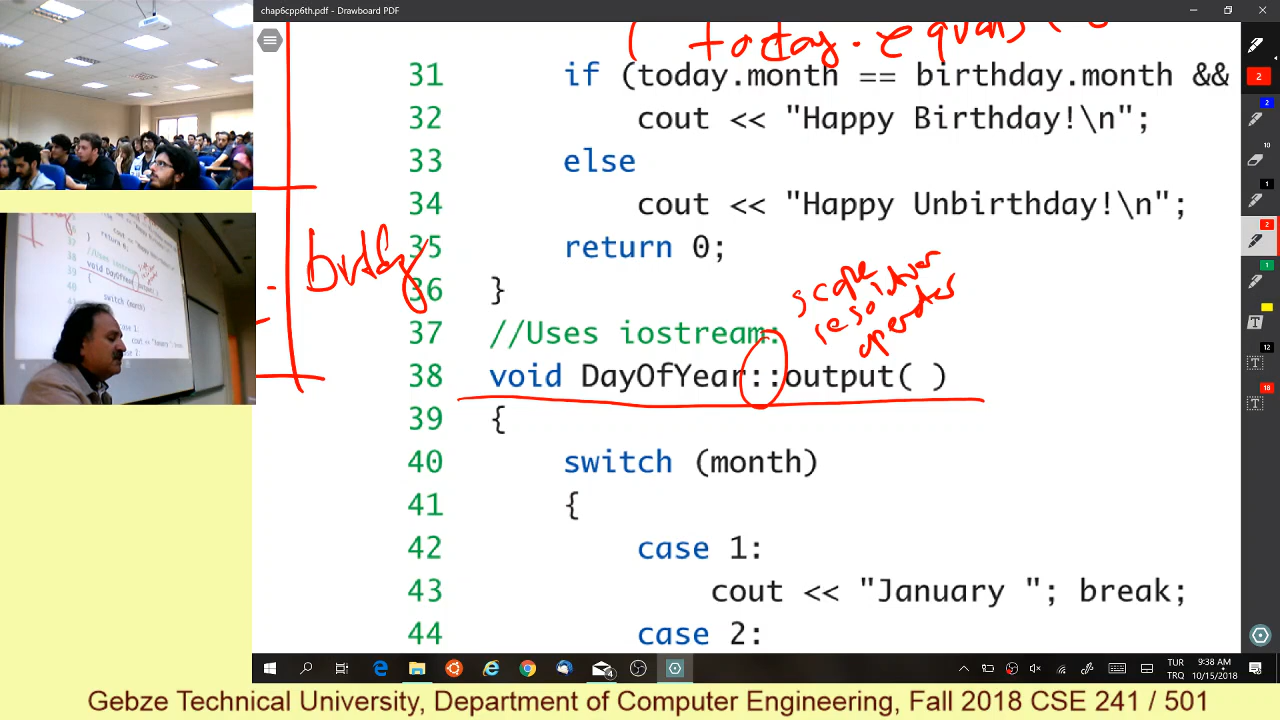 chap6cpp6th.pdf - Drawboard PDF
today.equals(
31 if (today.month == birthday.month &&
32 cout << "Happy Birthday!\n";
33 else
34 cout << "Happy Unbirthday!\n";
35 return 0;
36 }
scope
resolution
operator
37 //Uses iostream:
38 void DayOfYear::output( )
39 {
40 switch (month)
41 {
42 case 1:
43 cout << "January "; break;
44 case 2:
TUR
TRQ
9:38 AM
10/15/2018
Gebze Technical University, Department of Computer Engineering, Fall 2018 CSE 241 / 501